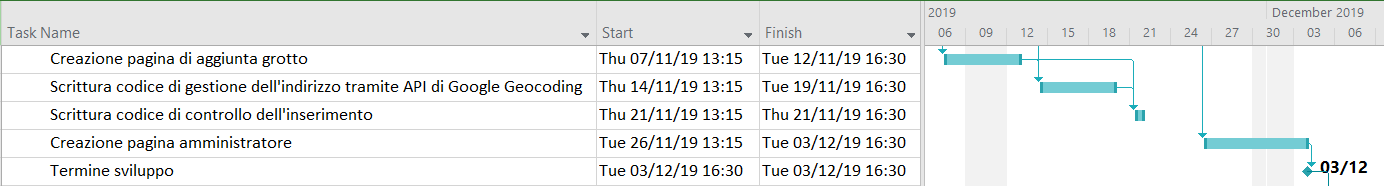 2019 December 2019
Task Name Start Finish 06 09 12 15 18 21 24 27 30 03 06
Creazione pagina di aggiunta grotto Thu 07/11/19 13:15 Tue 12/11/19 16:30
Scrittura codice di gestione dell'indirizzo tramite API di Google Geocoding Thu 14/11/19 13:15 Tue 19/11/19 16:30
Scrittura codice di controllo dell'inserimento Thu 21/11/19 13:15 Thu 21/11/19 16:30
Creazione pagina amministratore Tue 26/11/19 13:15 Tue 03/12/19 16:30
Termine sviluppo Tue 03/12/19 16:30 Tue 03/12/19 16:30 03/12